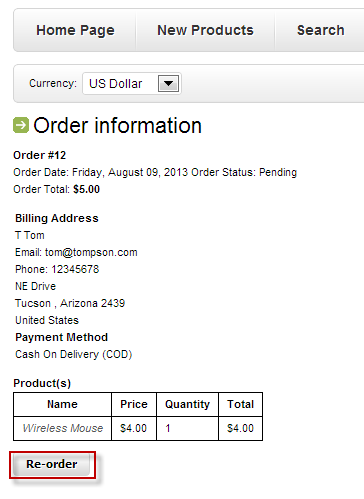 Home Page New Products Search
Currency: US Dollar
Order information
Order #12
Order Date: Friday, August 09, 2013 Order Status: Pending
Order Total: $5.00
Billing Address
T Tom
Email: tom@tompson.com
Phone: 12345678
NE Drive
Tucson , Arizona 2439
United States
Payment Method
Cash On Delivery (COD)
Product(s)
Name Price Quantity Total
Wireless Mouse $4.00 1 $4.00
Re-order